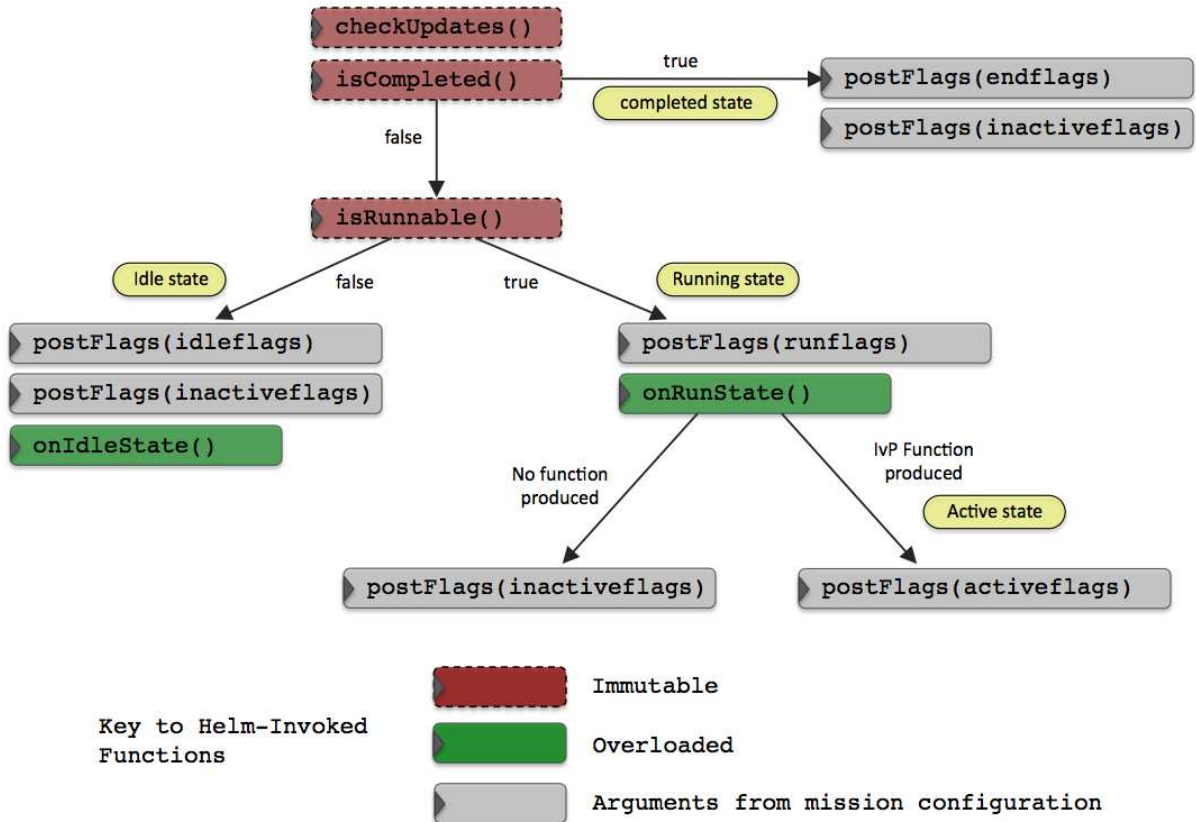 checkUpdates()
isCompleted()
true
completed state
postFlags(endflags)
postFlags(inactiveflags)
false
isRunnable()
Idle state
false
true
Running state
postFlags(idleflags)
postFlags(inactiveflags)
onIdleState()
postFlags(runflags)
onRunState()
No function
produced
IvP Function
produced
Active state
postFlags(inactiveflags)
postFlags(activeflags)
Key to Helm-Invoked
Functions
Immutable
Overloaded
Arguments from mission configuration